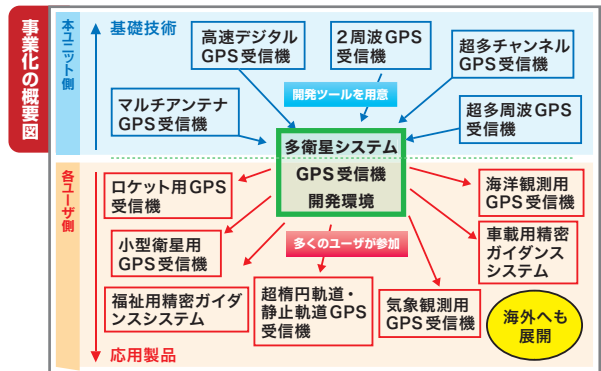 事業化の概要図
本ユニット側
基礎技術
高速デジタル
GPS受信機
2周波GPS
受信機
超多チャンネル
GPS受信機
開発ツールを用意
マルチアンテナ
GPS受信機
超多周波GPS
受信機
多衛星システム
GPS受信機
開発環境
各ユーザ側
ロケット用GPS
受信機
海洋観測用
GPS受信機
小型衛星用
GPS受信機
多くのユーザが参加
車載用精密
ガイダンス
システム
福祉用精密ガイダ
ンスシステム
超楕円軌道・
静止軌道GPS
受信機
気象観測用
GPS受信機
海外へも
展開
応用製品